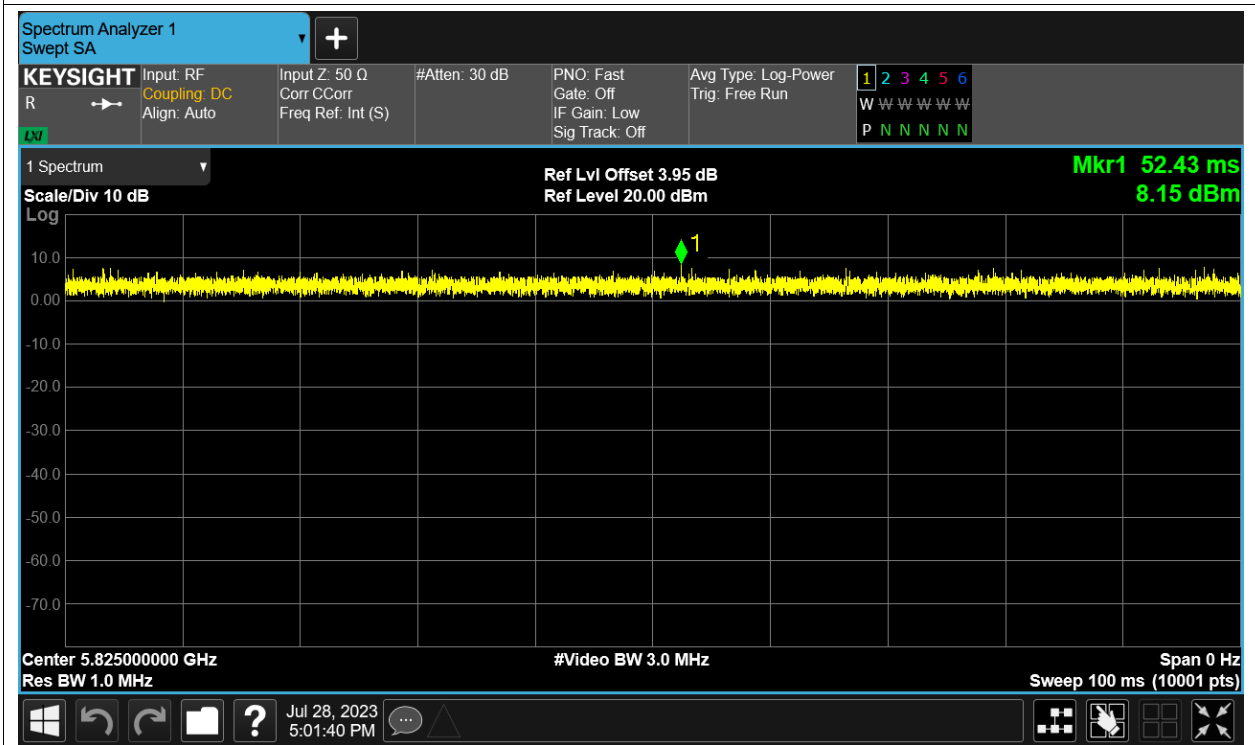 Spectrum Analyzer 1
Swept SA
KEYSIGHT
R
LXI
Input: RF
Coupling: DC
Align: Auto
Input Z: 50 Ω
Corr CCorr
Freq Ref: Int (S)
#Atten: 30 dB
PNO: Fast
Gate: Off
IF Gain: Low
Sig Track: Off
Avg Type: Log-Power
Trig: Free Run
1 2 3 4 5 6
W W W W W W
P N N N N N
1 Spectrum
Scale/Div 10 dB
Ref Lvl Offset 3.95 dB
Ref Level 20.00 dBm
Mkr1 52.43 ms
8.15 dBm
Log
1
10.0
0.00
-10.0
-20.0
-30.0
-40.0
-50.0
-60.0
-70.0
Center 5.825000000 GHz
Res BW 1.0 MHz
#Video BW 3.0 MHz
Span 0 Hz
Sweep 100 ms (10001 pts)
?
Jul 28, 2023
5:01:40 PM